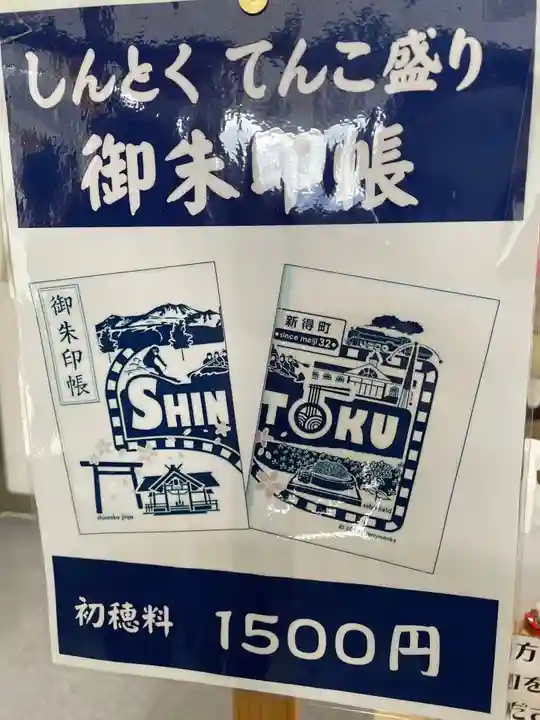 しんとく てんこ盛り
御朱印帳
御朱印帳
新得町
since meiji 32
SHIN
TOKU
初穂料 1500円
方